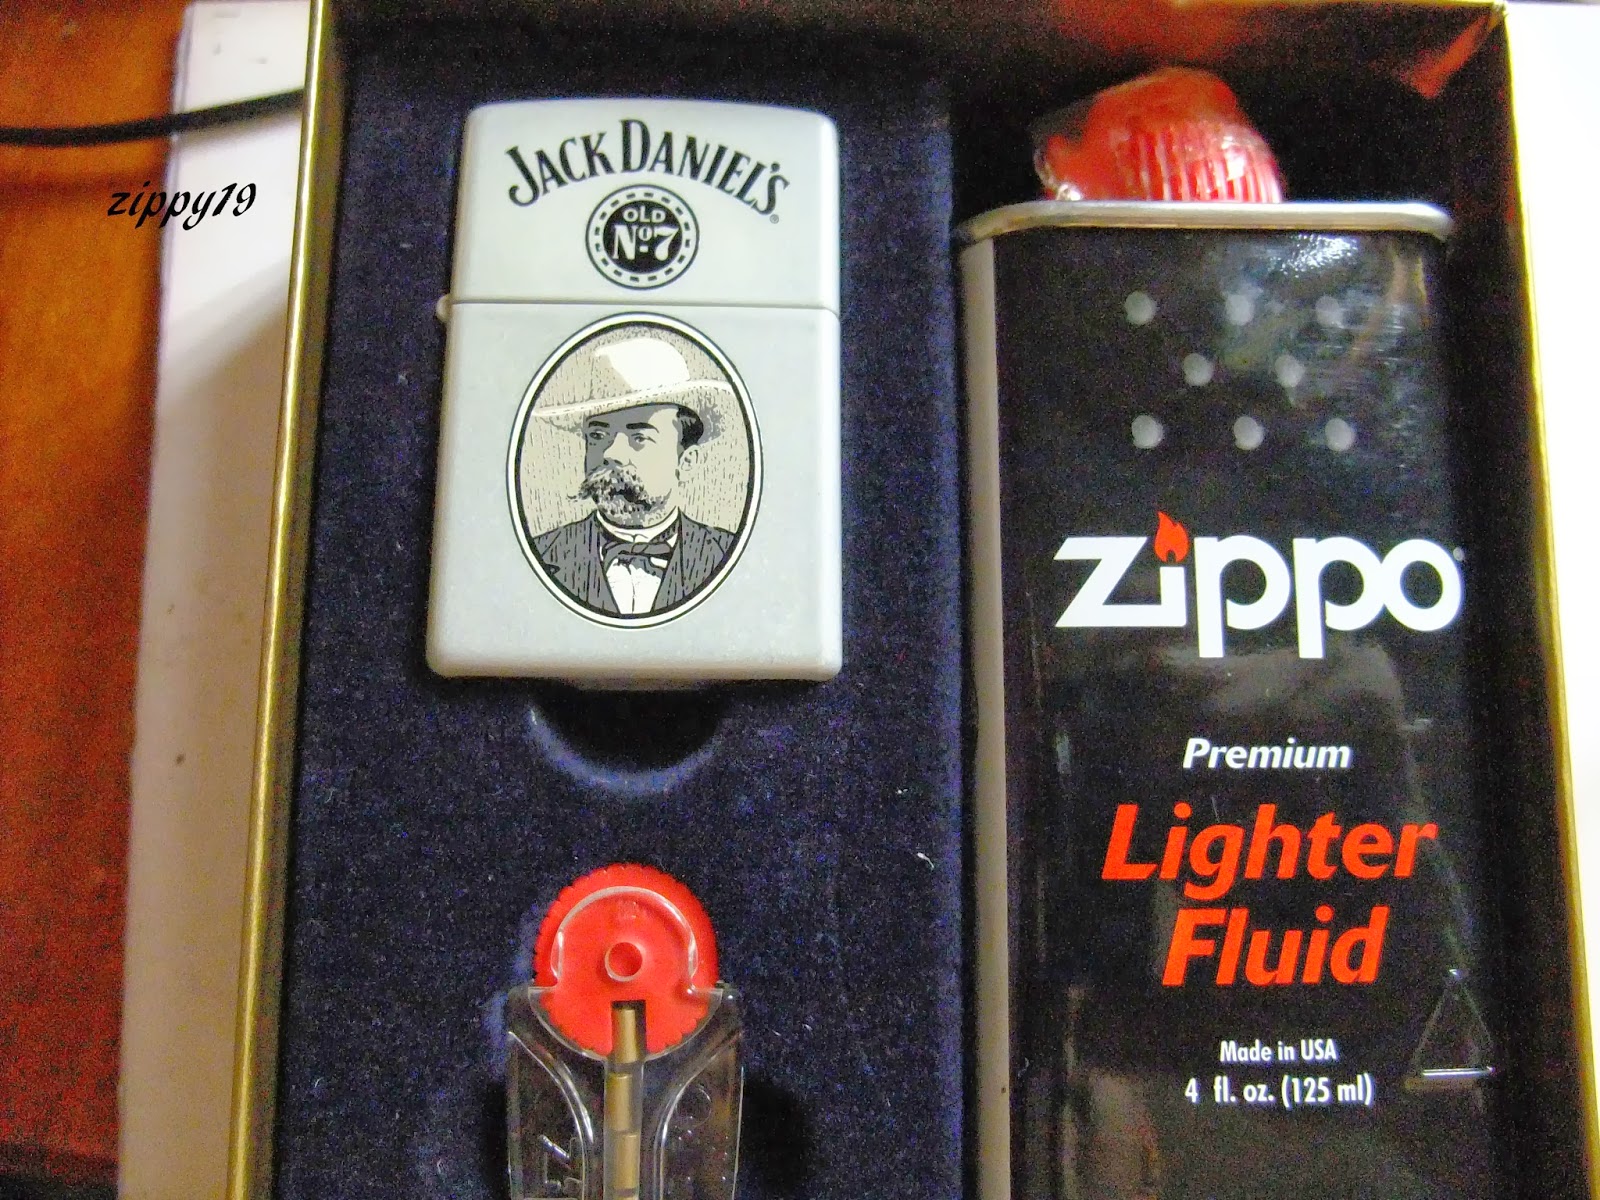 zippy19
JACK DANIEL'S®
OLD
Nº7
zippo
Premium
Lighter
Fluid
Made in USA
4 fl. oz. (125 ml)